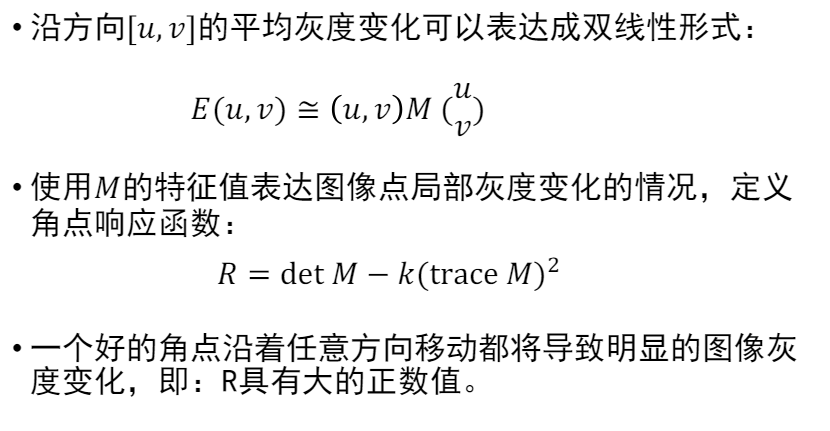 • 沿方向[u, v]的平均灰度变化可以表达成双线性形式：
E(u, v) ≅ (u, v)M (u v)
• 使用M的特征值表达图像点局部灰度变化的情况，定义
角点响应函数：
R = det M − k(trace M)²
• 一个好的角点沿着任意方向移动都将导致明显的图像灰
度变化，即：R具有大的正数值。